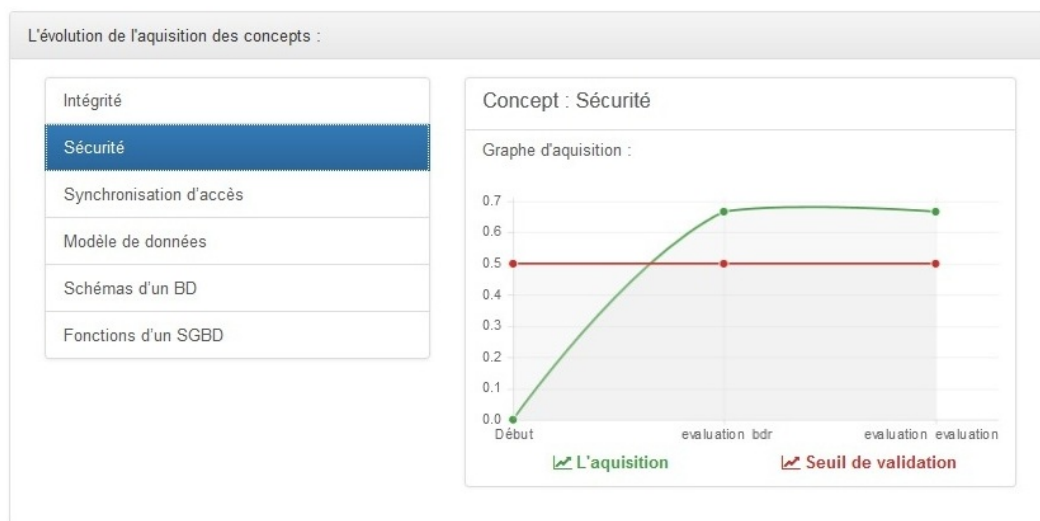 L'évolution de l'aquisition des concepts :
Intégrité
Sécurité
Synchronisation d'accès
Modèle de données
Schémas d'un BD
Fonctions d'un SGBD
Concept : Sécurité
Graphe d'aquisition :
0.7
0.6
0.5
0.4
0.3
0.2
0.1
0.0
Début evaluation bdr evaluation evaluation
L'aquisition Seuil de validation